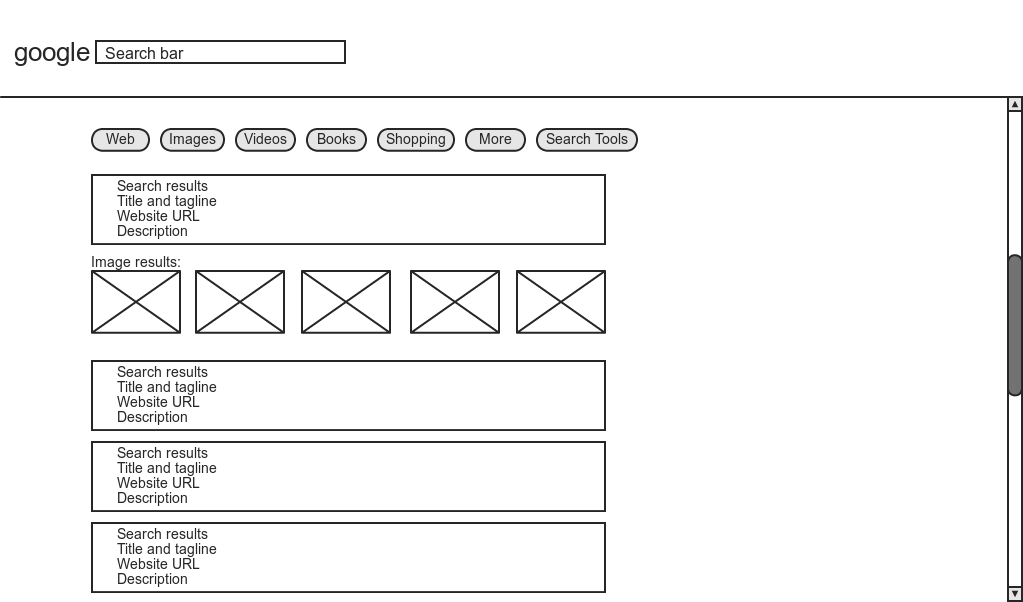 google Search bar
Web Images Videos Books Shopping More Search Tools
Search results
Title and tagline
Website URL
Description
Image results:
Search results
Title and tagline
Website URL
Description
Search results
Title and tagline
Website URL
Description
Search results
Title and tagline
Website URL
Description